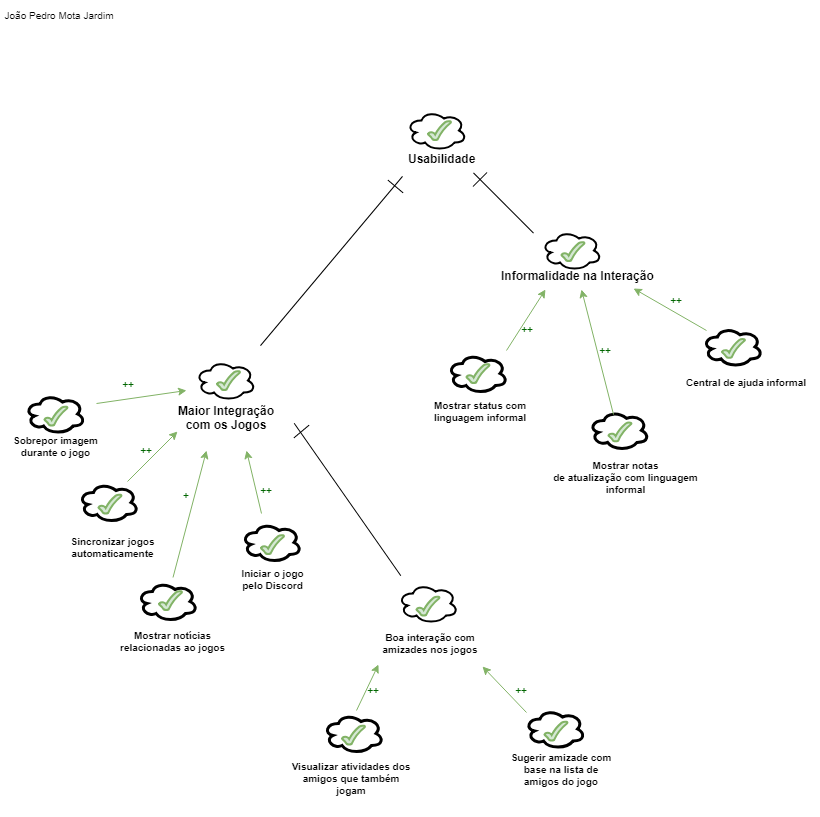 João Pedro Mota Jardim
Usabilidade
Informalidade na Interação
++
++
++
Central de ajuda informal
Mostrar status com
linguagem informal
Mostrar notas
de atualização com linguagem
informal
Maior Integração
com os Jogos
++
Sobrepor imagem
durante o jogo
++
Sincronizar jogos
automaticamente
+
Mostrar notícias
relacionadas ao jogos
++
Iniciar o jogo
pelo Discord
Boa interação com
amizades nos jogos
++
++
Visualizar atividades dos
amigos que também
jogam
Sugerir amizade com
base na lista de
amigos do jogo